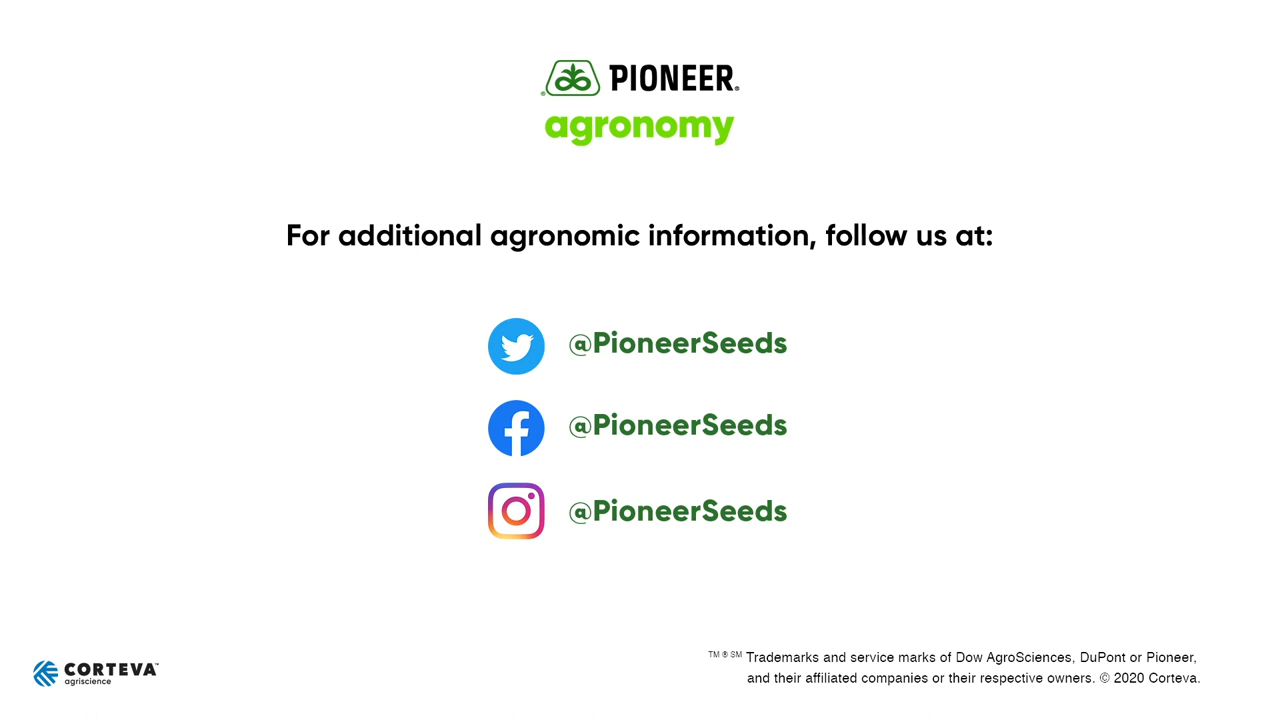 PIONEER®
agronomy
For additional agronomic information, follow us at:
@PioneerSeeds
@PioneerSeeds
@PioneerSeeds
CORTEVA™
agriscience
TM ® SM Trademarks and service marks of Dow AgroSciences, DuPont or Pioneer,
and their affiliated companies or their respective owners. © 2020 Corteva.